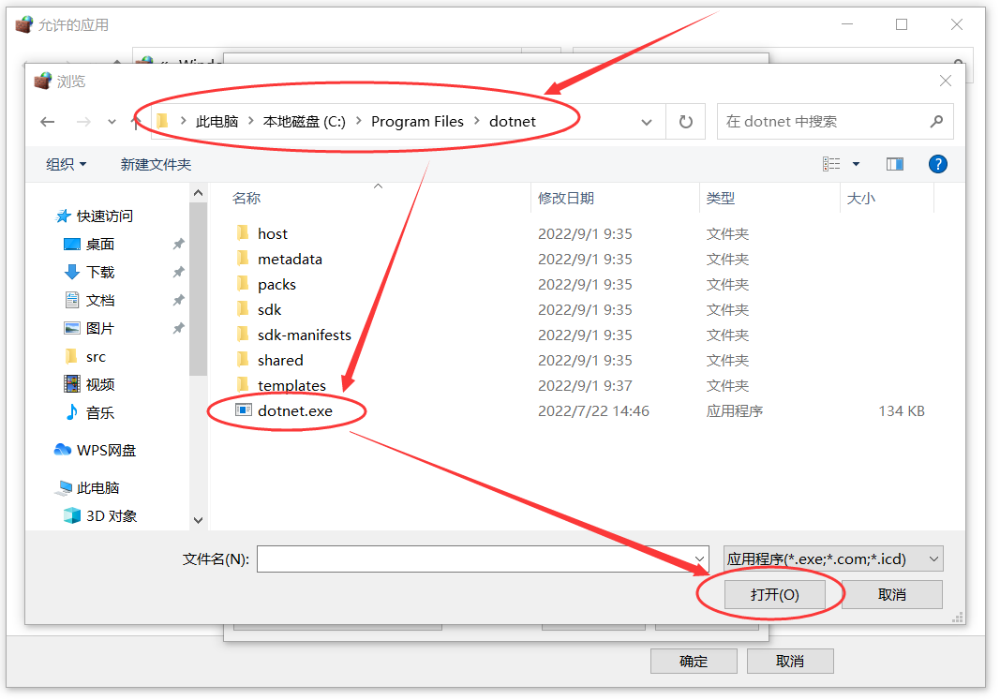 允许的应用
浏览
此电脑 > 本地磁盘 (C:) > Program Files > dotnet
在 dotnet 中搜索
组织 新建文件夹
名称 修改日期 类型 大小
快速访问
桌面
下载
文档
图片
src
视频
音乐
WPS网盘
此电脑
3D 对象
host 2022/9/1 9:35 文件夹
metadata 2022/9/1 9:35 文件夹
packs 2022/9/1 9:35 文件夹
sdk 2022/9/1 9:35 文件夹
sdk-manifests 2022/9/1 9:35 文件夹
shared 2022/9/1 9:35 文件夹
templates 2022/9/1 9:37 文件夹
dotnet.exe 2022/7/22 14:46 应用程序 134 KB
文件名(N): 应用程序(*.exe;*.com;*.icd)
打开(O) 取消
确定 取消